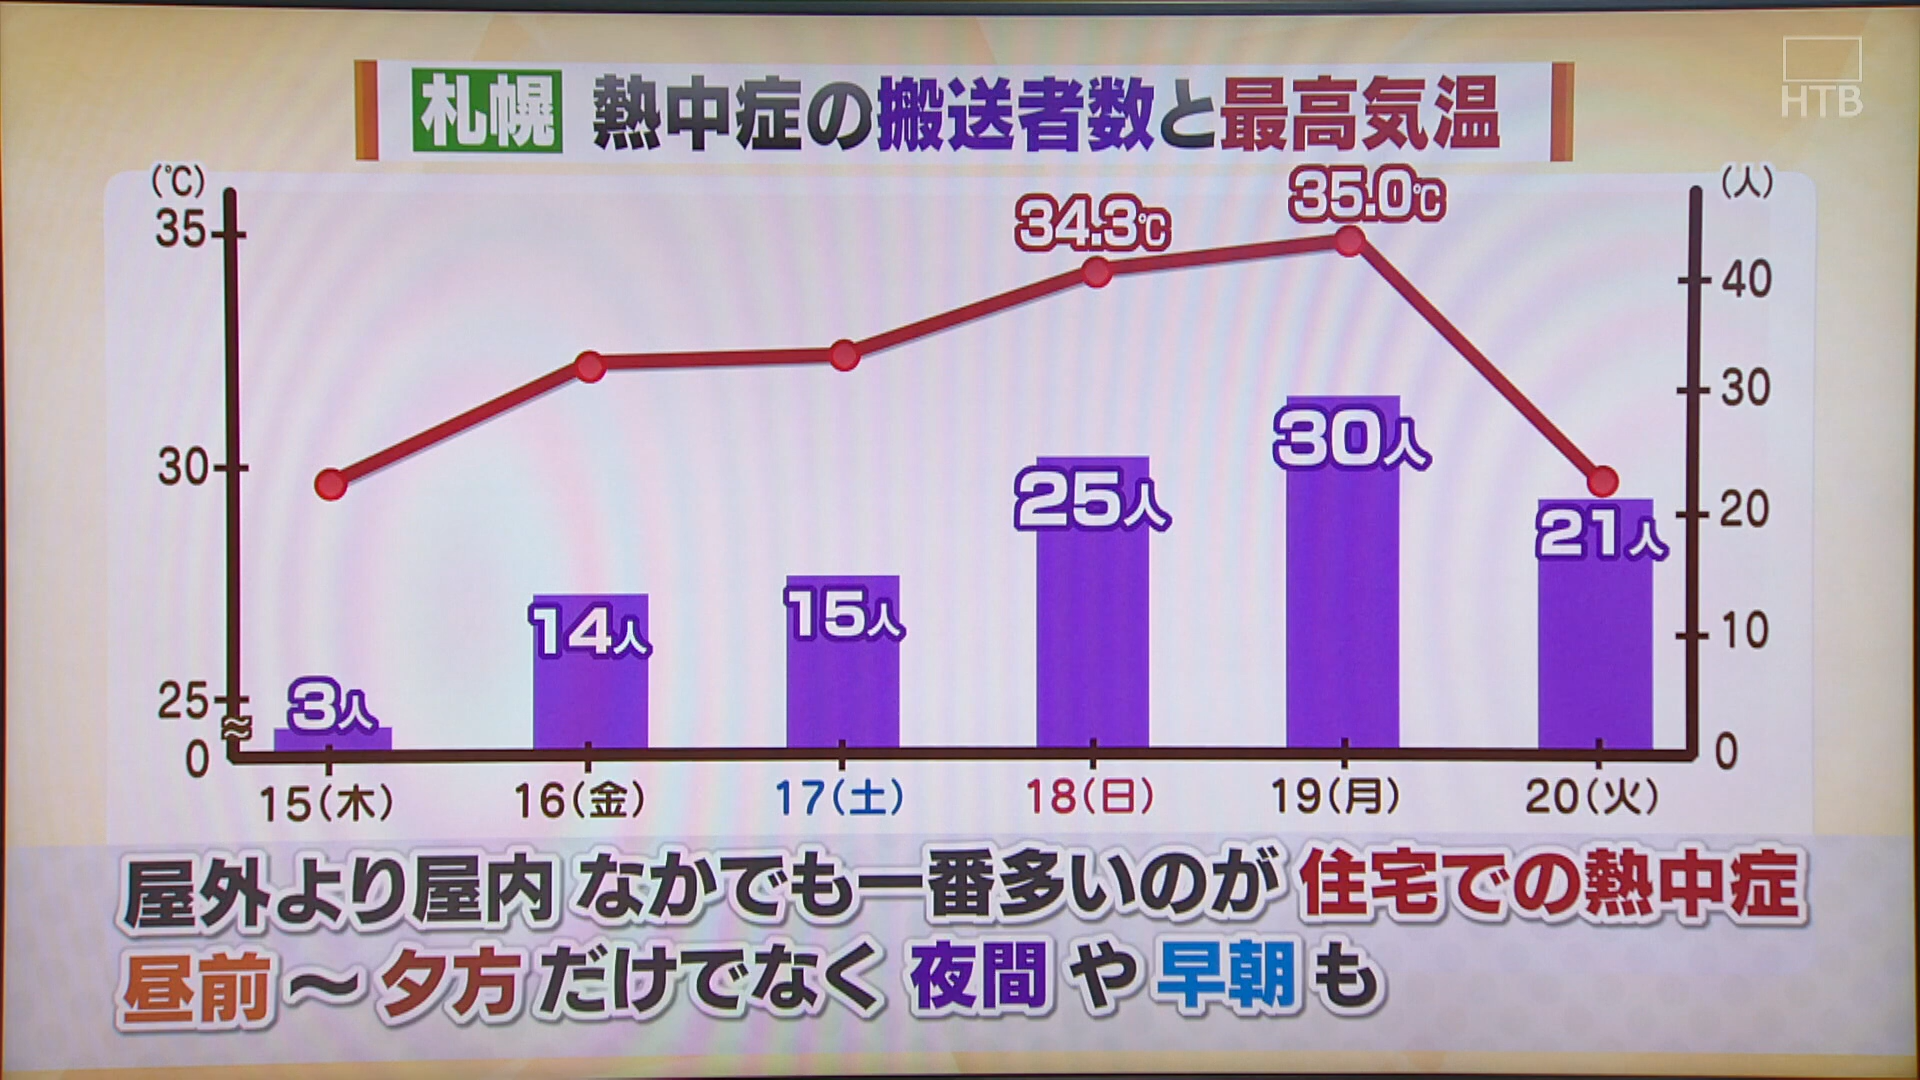 HTB
札幌 熱中症の搬送者数と最高気温
(℃)
(人)
35
30
25
0
40
30
20
10
0
34.3℃
35.0℃
3人
14人
15人
25人
30人
21人
15(木)
16(金)
17(土)
18(日)
19(月)
20(火)
屋外より屋内 なかでも一番多いのが 住宅での熱中症
昼前～夕方だけでなく 夜間や早朝も